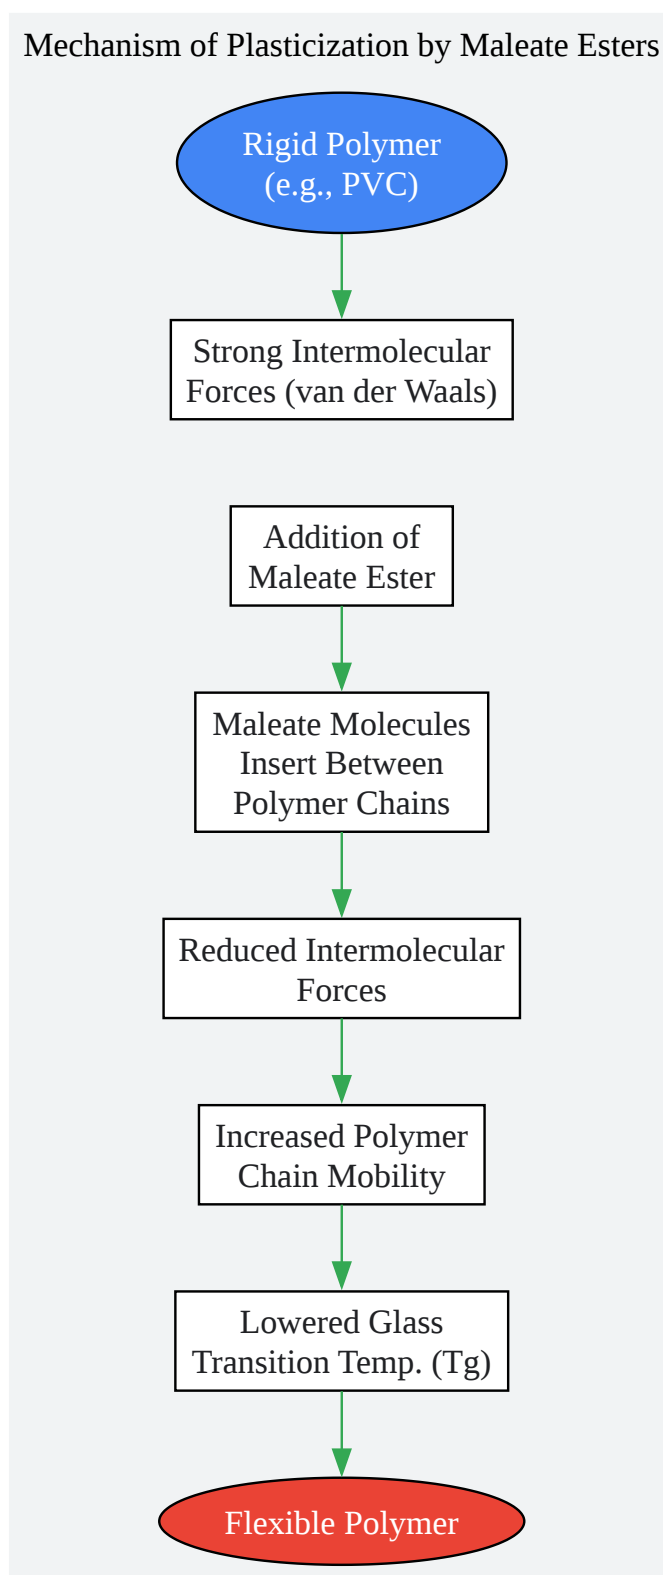 Mechanism of Plasticization by Maleate Esters
Rigid Polymer
(e.g., PVC)
Strong Intermolecular
Forces (van der Waals)
Addition of
Maleate Ester
Maleate Molecules
Insert Between
Polymer Chains
Reduced Intermolecular
Forces
Increased Polymer
Chain Mobility
Lowered Glass
Transition Temp. (Tg)
Flexible Polymer